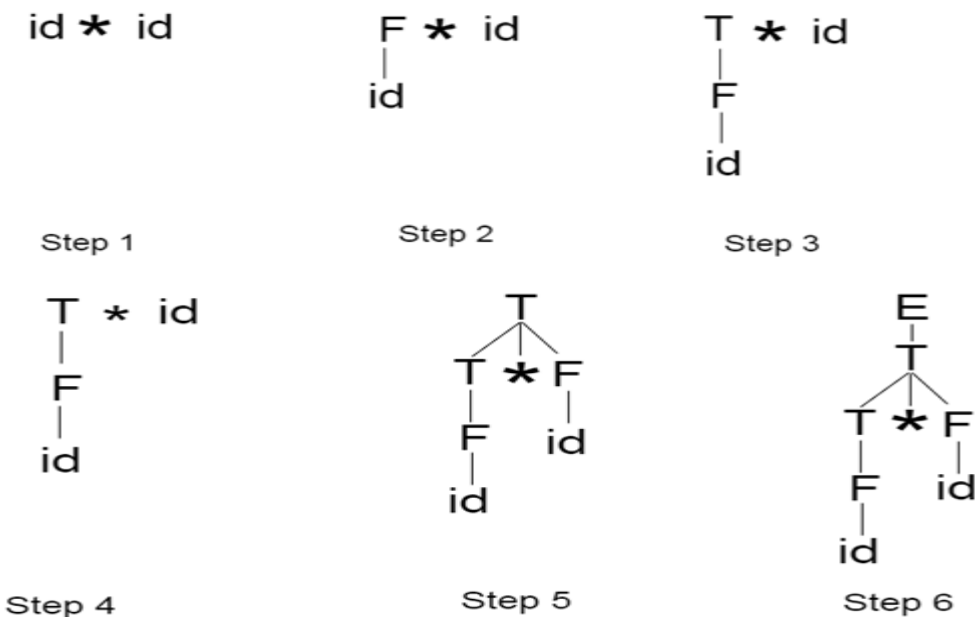 id * id
F * id
id
T * id
F
id
Step 1
Step 2
Step 3
T * id
F
id
T
T * F
F id
id
E
T
T * F
F id
id
Step 4
Step 5
Step 6